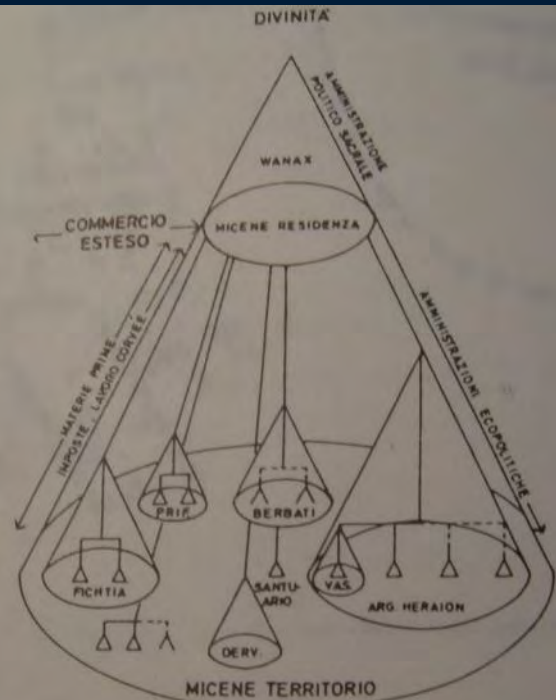 DIVINITÀ
AMMINISTRAZIONE
POLITICO SACRALE
WANAX
MICENE RESIDENZA
COMMERCIO
ESTESO
MATERIE PRIME
IMPOSTE, LAVORO CORVÉE
AMMINISTRAZIONI ECOPOLITICHE
PRIF.
BERBATI
FICHTIA
SANTU-
ARIO
VAS.
ARG. HERAION
DERV.
MICENE TERRITORIO